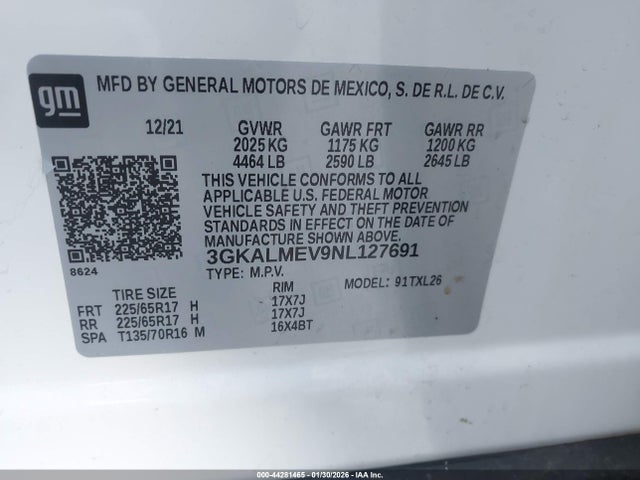 gm
MFD BY GENERAL MOTORS DE MEXICO, S. DE R.L. DE C.V.
12/21 GVWR GAWR FRT GAWR RR
2025 KG 1175 KG 1200 KG
4464 LB 2590 LB 2645 LB
THIS VEHICLE CONFORMS TO ALL
APPLICABLE U.S. FEDERAL MOTOR
VEHICLE SAFETY AND THEFT PREVENTION
STANDARDS IN EFFECT ON THE DATE OF
MANUFACTURE SHOWN ABOVE.
8624 3GKALMEV9NL127691
TYPE: M.P.V. MODEL: 91TXL26
TIRE SIZE RIM
FRT 225/65R17 H 17X7J
RR 225/65R17 H 17X7J
SPA T135/70R16 M 16X4BT
000-44281465 - 01/30/2026 - IAA Inc.